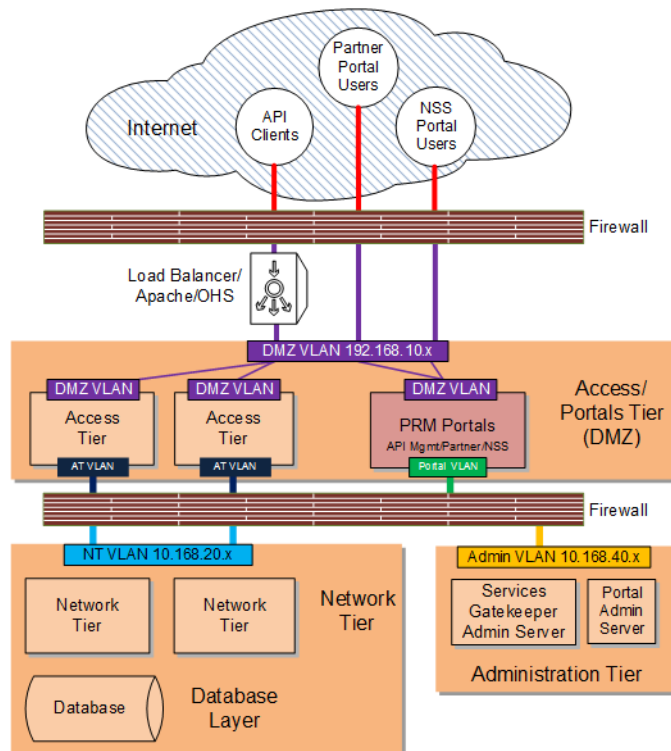 Partner
Portal
Users
Internet
API
Clients
NSS
Portal
Users
Firewall
Load Balancer/
Apache/OHS
DMZ VLAN 192.168.10.x
DMZ VLAN
DMZ VLAN
DMZ VLAN
Access
Tier
Access
Tier
PRM Portals
API Mgmt/Partner/NSS
Access/
Portals Tier
(DMZ)
AT VLAN
AT VLAN
Portal VLAN
Firewall
NT VLAN 10.168.20.x
Admin VLAN 10.168.40.x
Network
Tier
Network
Tier
Network
Tier
Services
Gatekeeper
Admin Server
Portal
Admin
Server
Administration Tier
Database
Database
Layer